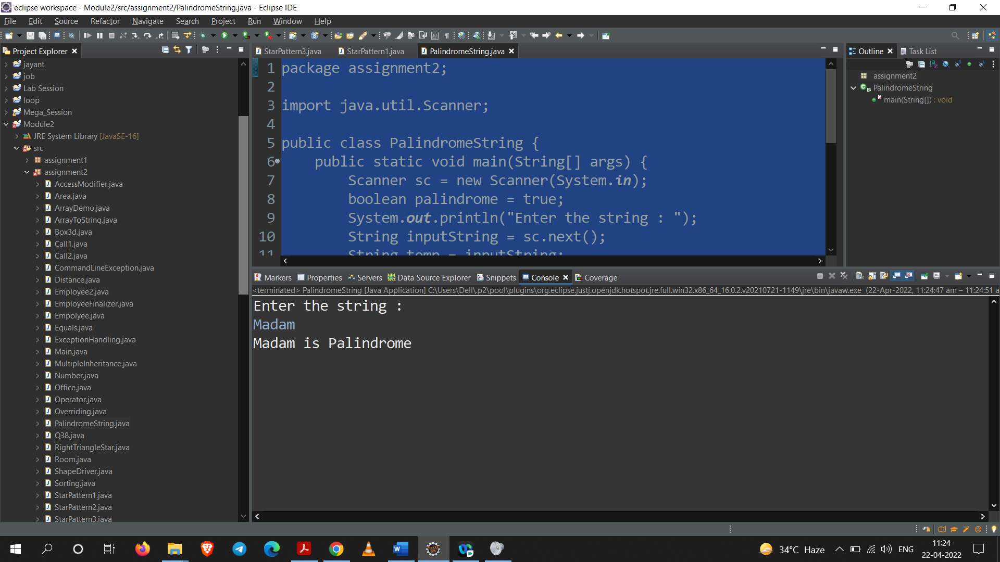 eclipse workspace - Module2/src/assignment2/PalindromeString.java - Eclipse IDE
File Edit Source Refactor Navigate Search Project Run Window Help
Project Explorer
jayant
job
Lab Session
loop
Mega_Session
Module2
JRE System Library [JavaSE-16]
src
assignment1
assignment2
AccessModifier.java
Area.java
ArrayDemo.java
ArrayToString.java
Box3d.java
Call1.java
Call2.java
CommandLineException.java
Distance.java
Employee2.java
EmployeeFinalizer.java
Empolyee.java
Equals.java
ExceptionHandling.java
Main.java
MultipleInheritance.java
Number.java
Office.java
Operator.java
Overriding.java
PalindromeString.java
Q38.java
RightTriangleStar.java
Room.java
ShapeDriver.java
Sorting.java
StarPattern1.java
StarPattern2.java
StarPattern3.java
StarPattern3.java StarPattern1.java PalindromeString.java
1 package assignment2;
2
3 import java.util.Scanner;
4
5 public class PalindromeString {
6 public static void main(String[] args) {
7 Scanner sc = new Scanner(System.in);
8 boolean palindrome = true;
9 System.out.println("Enter the string : ");
10 String inputString = sc.next();
11 String temp = inputString;
Outline Task List
assignment2
PalindromeString
main(String[]) : void
Markers Properties Servers Data Source Explorer Snippets Console Coverage
<terminated> PalindromeString [Java Application] C:\Users\Dell\.p2\pool\plugins\org.eclipse.justj.openjdk.hotspot.jre.full.win32.x86_64_16.0.2.v20210721-1149\jre\bin\javaw.exe (22-Apr-2022, 11:24:47 am – 11:24:51 a
Enter the string :
Madam
Madam is Palindrome
34°C Haze ENG
11:24
22-04-2022